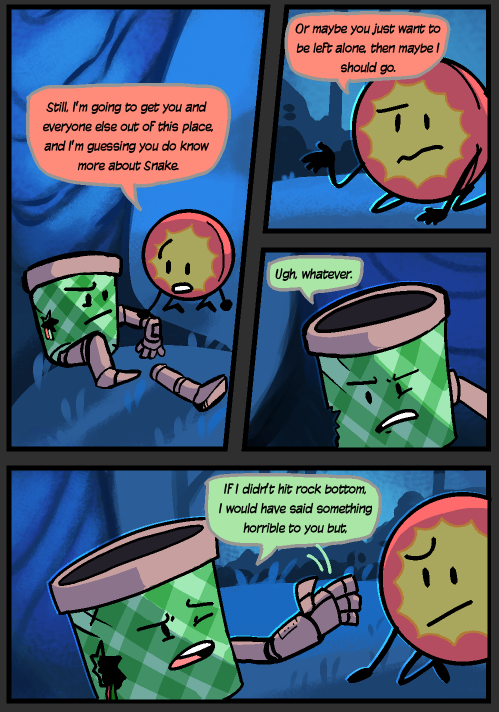 Still, I'm going to get you and
everyone else out of this place,
and I'm guessing you do know
more about Snake.
Or maybe you just want to
be left alone, then maybe I
should go.
Ugh, whatever.
If I didn't hit rock bottom,
I would have said something
horrible to you but,